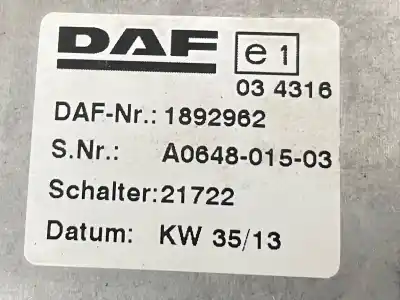 DAF e1
03 4316
DAF-Nr.: 1892962
S.Nr.: A0648-015-03
Schalter: 21722
Datum: KW 35/13